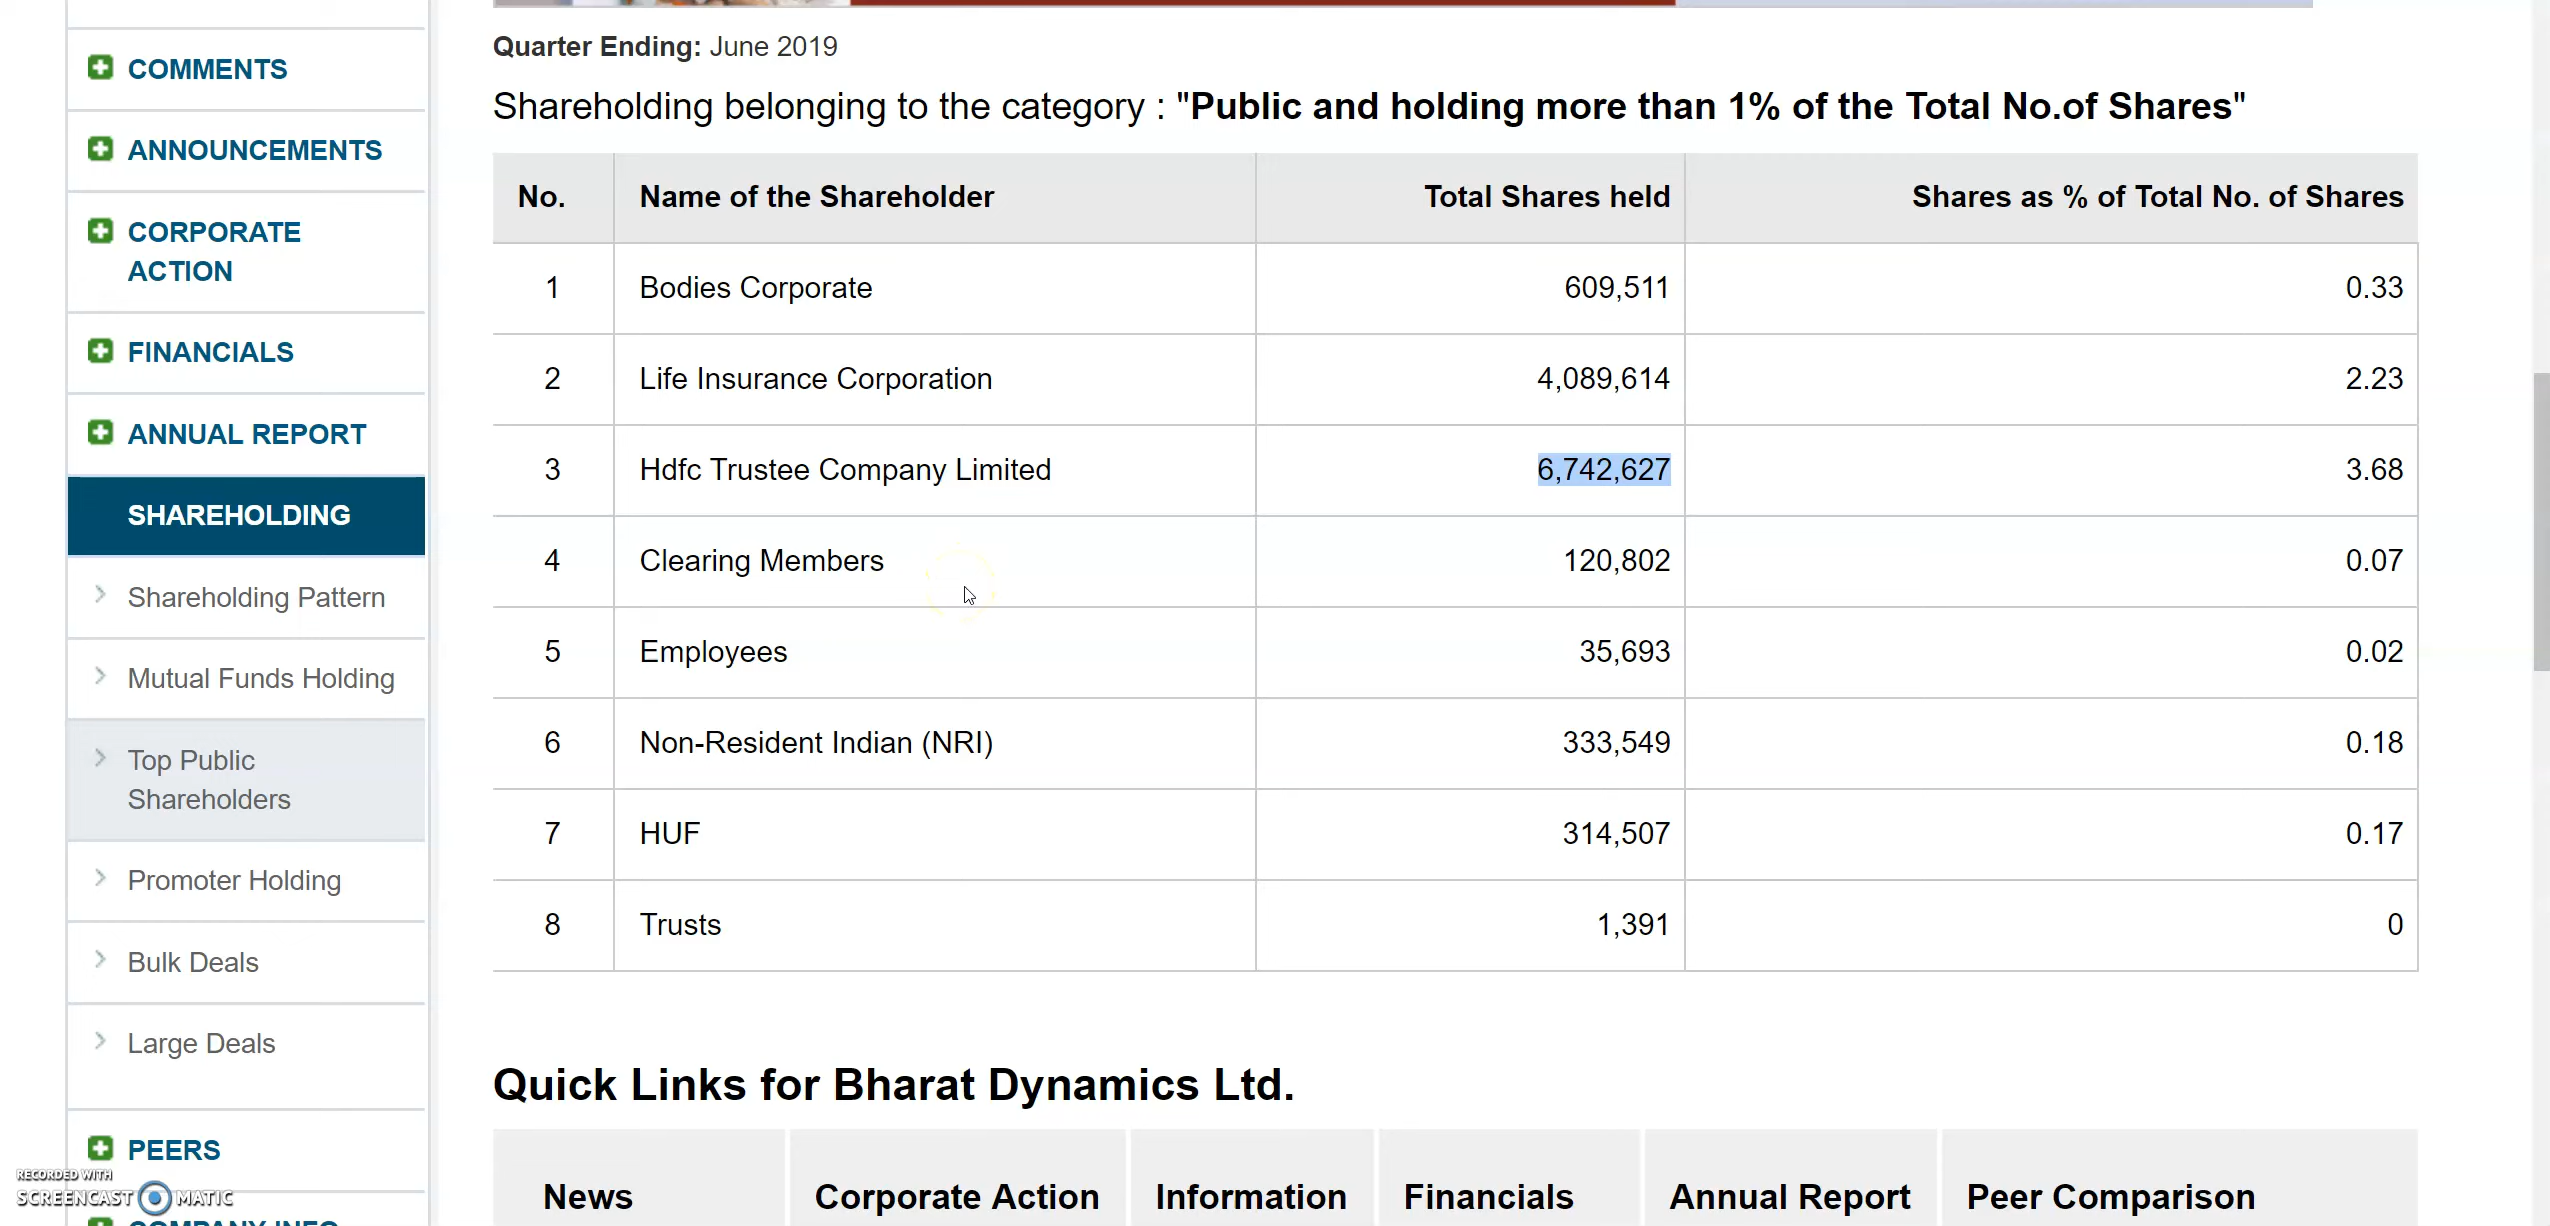 COMMENTS
ANNOUNCEMENTS
CORPORATE
ACTION
FINANCIALS
ANNUAL REPORT
SHAREHOLDING
Shareholding Pattern
Mutual Funds Holding
Top Public
Shareholders
Promoter Holding
Bulk Deals
Large Deals
PEERS
COMPANY INFO
RECORDED WITH
SCREENCAST MATIC
Quarter Ending: June 2019
Shareholding belonging to the category : "Public and holding more than 1% of the Total No.of Shares"
No. Name of the Shareholder Total Shares held Shares as % of Total No. of Shares
1 Bodies Corporate 609,511 0.33
2 Life Insurance Corporation 4,089,614 2.23
3 Hdfc Trustee Company Limited 6,742,627 3.68
4 Clearing Members 120,802 0.07
5 Employees 35,693 0.02
6 Non-Resident Indian (NRI) 333,549 0.18
7 HUF 314,507 0.17
8 Trusts 1,391 0
Quick Links for Bharat Dynamics Ltd.
News Corporate Action Information Financials Annual Report Peer Comparison